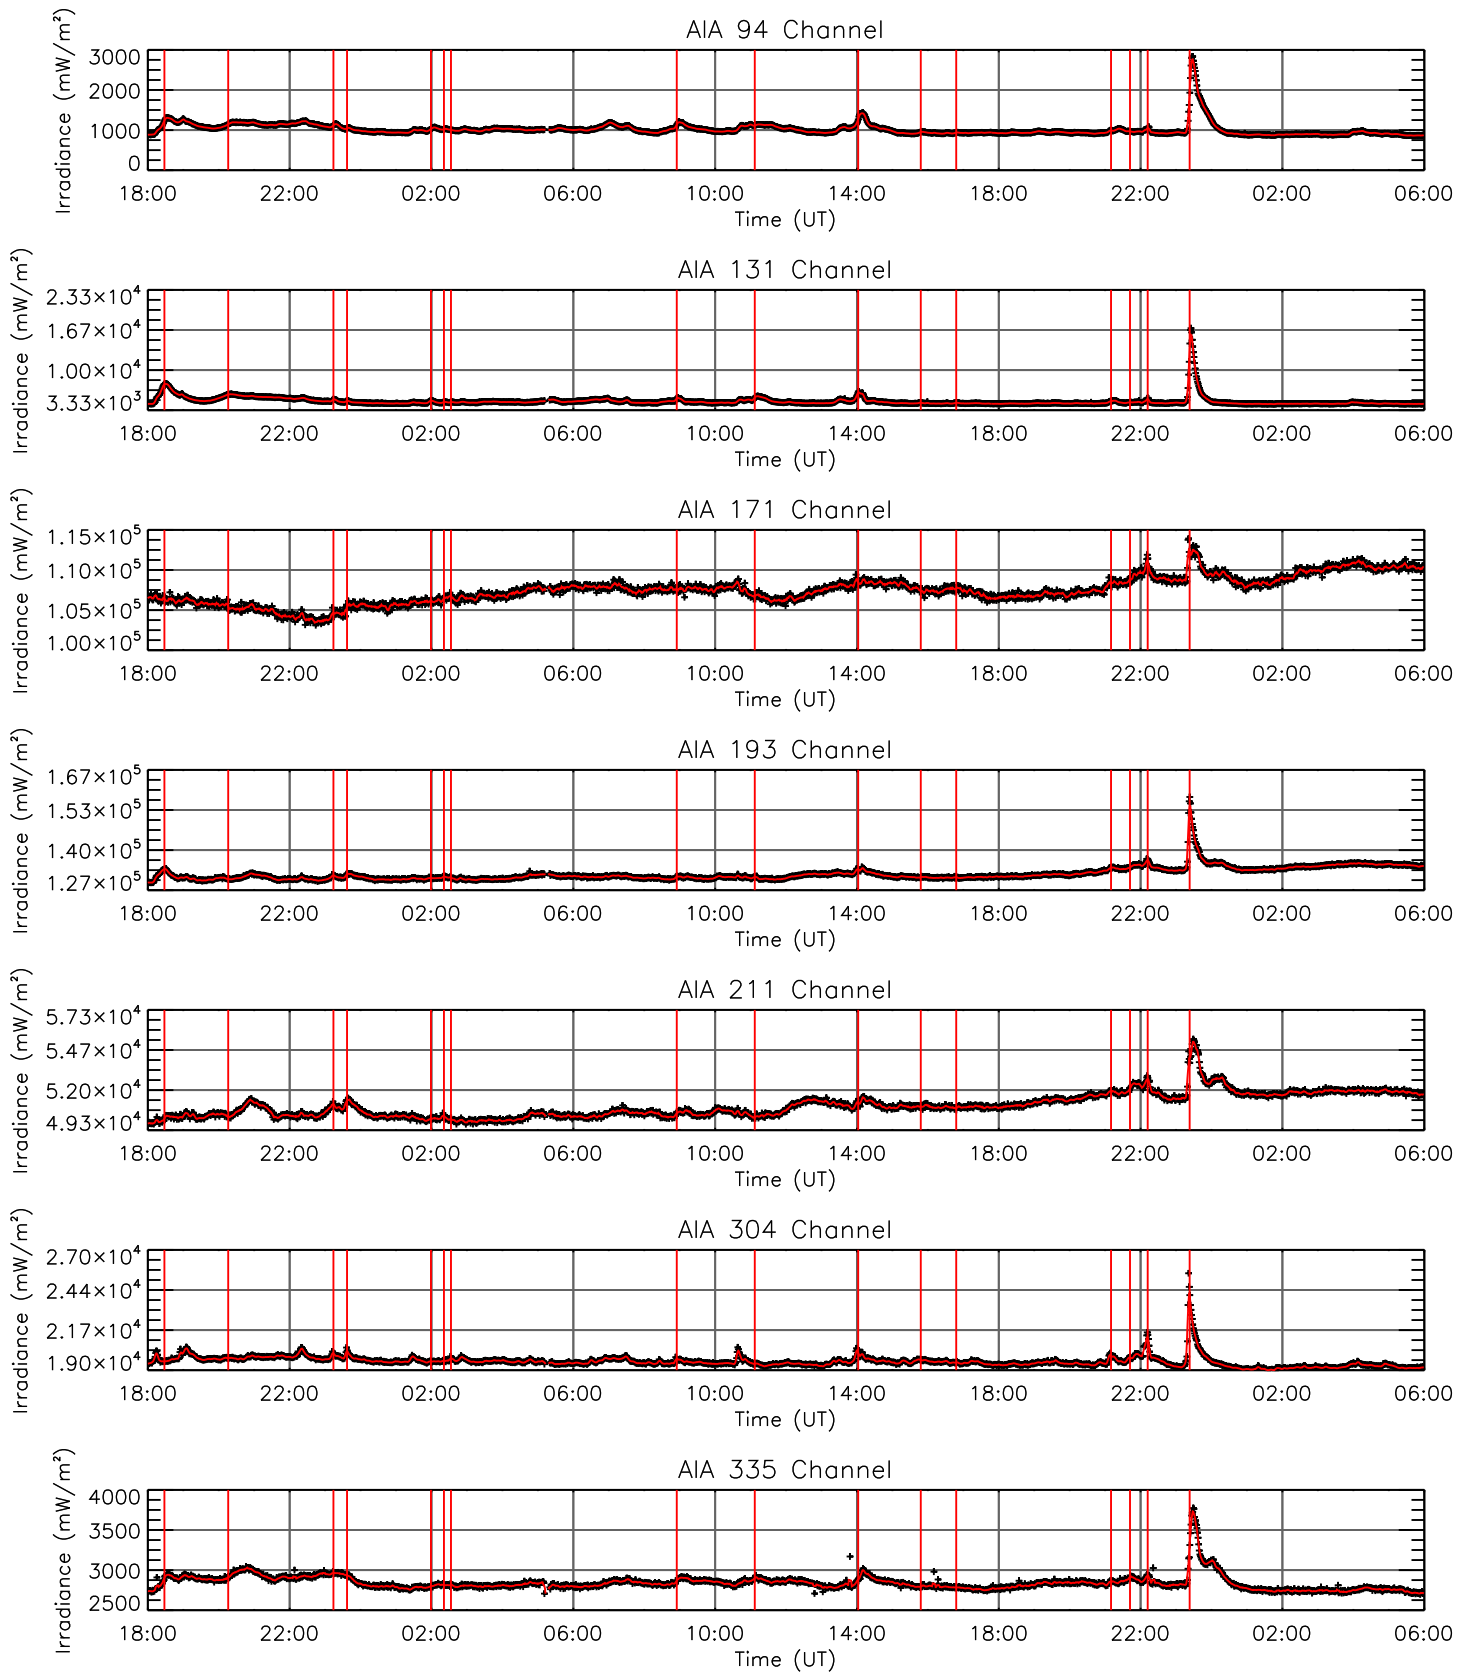 AIA 94 Channel
Irradiance (mW/m²)
3000
2000
1000
0
18:00 22:00 02:00 06:00 10:00 14:00 18:00 22:00 02:00 06:00
Time (UT)
AIA 131 Channel
Irradiance (mW/m²)
2.33×10⁴
1.67×10⁴
1.00×10⁴
3.33×10³
18:00 22:00 02:00 06:00 10:00 14:00 18:00 22:00 02:00 06:00
Time (UT)
AIA 171 Channel
Irradiance (mW/m²)
1.15×10⁵
1.10×10⁵
1.05×10⁵
1.00×10⁵
18:00 22:00 02:00 06:00 10:00 14:00 18:00 22:00 02:00 06:00
Time (UT)
AIA 193 Channel
Irradiance (mW/m²)
1.67×10⁵
1.53×10⁵
1.40×10⁵
1.27×10⁵
18:00 22:00 02:00 06:00 10:00 14:00 18:00 22:00 02:00 06:00
Time (UT)
AIA 211 Channel
Irradiance (mW/m²)
5.73×10⁴
5.47×10⁴
5.20×10⁴
4.93×10⁴
18:00 22:00 02:00 06:00 10:00 14:00 18:00 22:00 02:00 06:00
Time (UT)
AIA 304 Channel
Irradiance (mW/m²)
2.70×10⁴
2.44×10⁴
2.17×10⁴
1.90×10⁴
18:00 22:00 02:00 06:00 10:00 14:00 18:00 22:00 02:00 06:00
Time (UT)
AIA 335 Channel
Irradiance (mW/m²)
4000
3500
3000
2500
18:00 22:00 02:00 06:00 10:00 14:00 18:00 22:00 02:00 06:00
Time (UT)